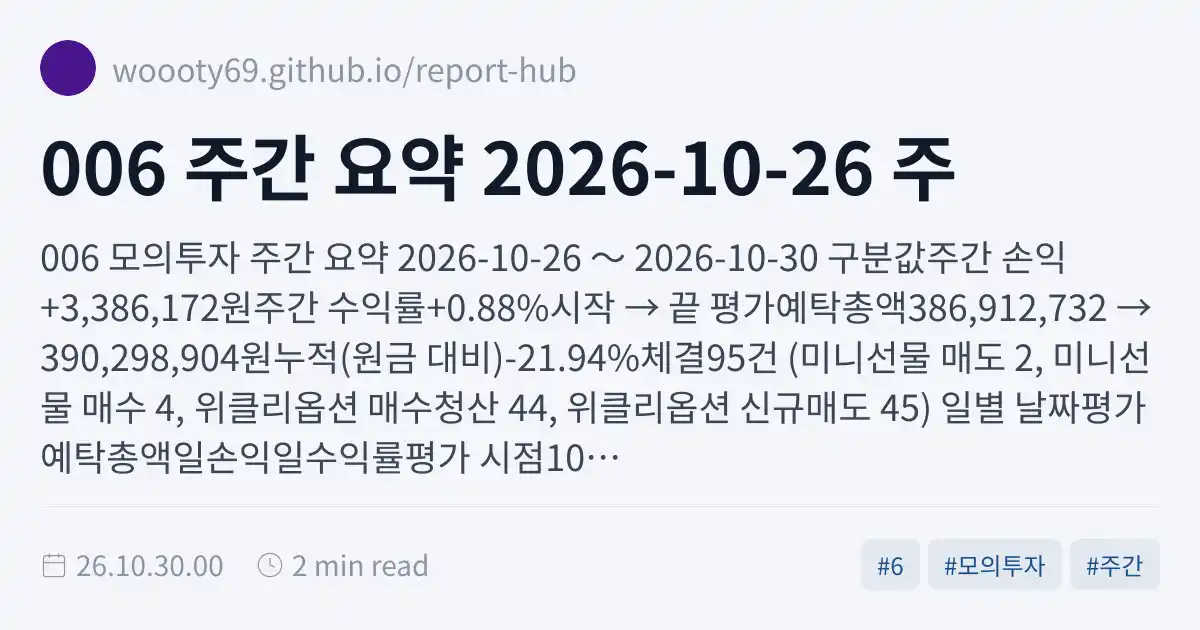 woooty69.github.io/report-hub
006 주간 요약 2026-10-26 주
006 모의투자 주간 요약 2026-10-26 ～ 2026-10-30 구분값주간 손익
+3,386,172원주간 수익률+0.88%시작 → 끝 평가예탁총액386,912,732 →
390,298,904원누적(원금 대비)-21.94%체결95건 (미니선물 매도 2, 미니선
물 매수 4, 위클리옵션 매수청산 44, 위클리옵션 신규매도 45) 일별 날짜평가
예탁총액일손익일수익률평가 시점10…
26.10.30.00 2 min read #6 #모의투자 #주간